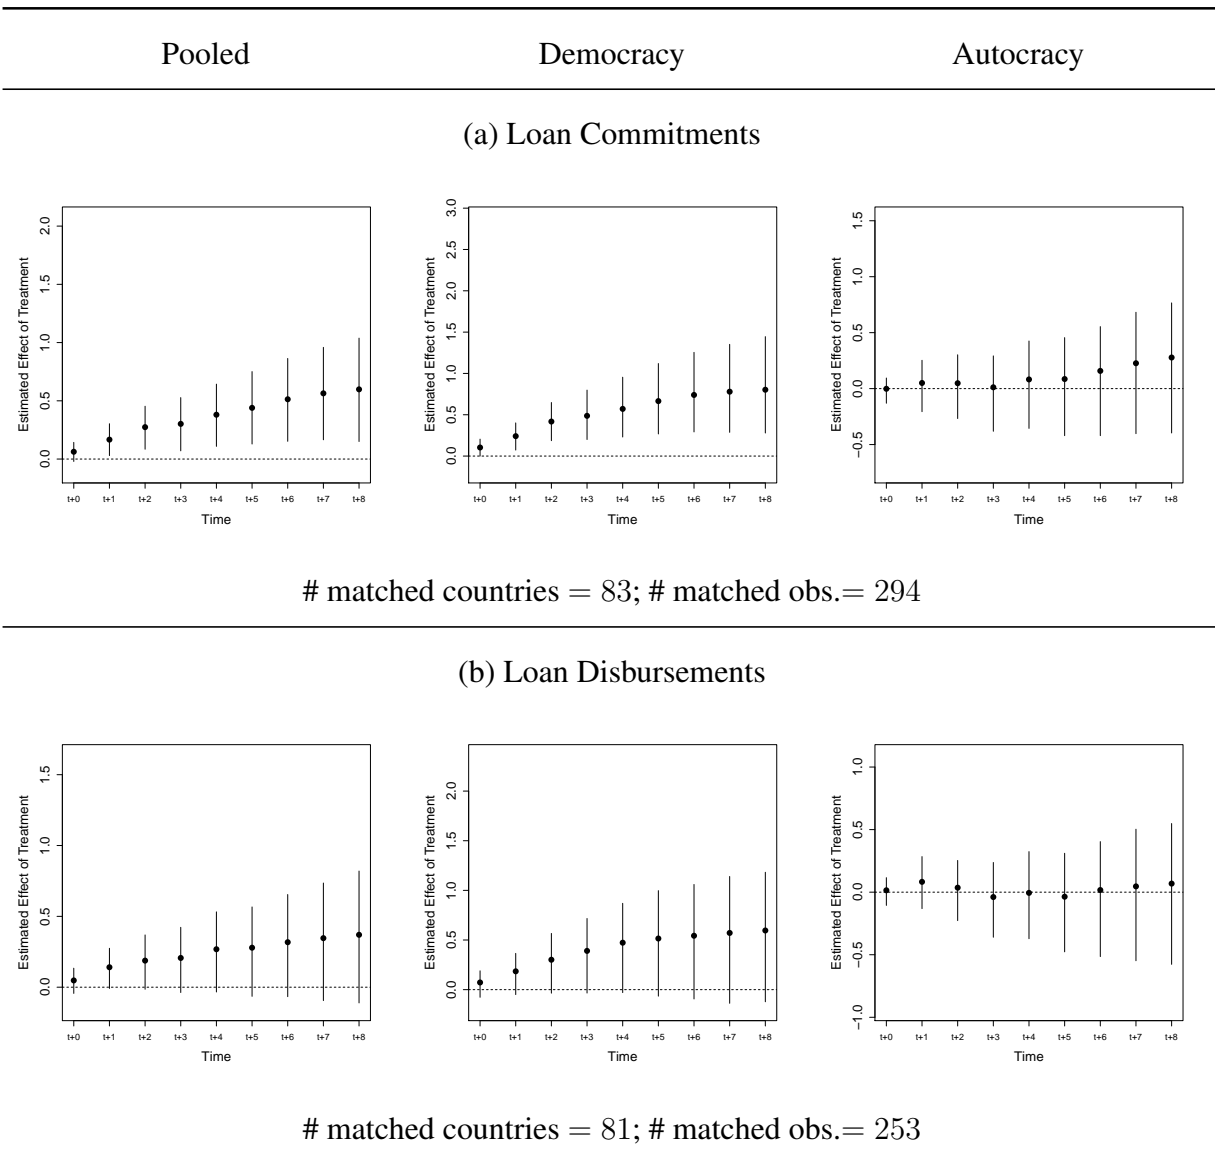 Pooled Democracy Autocracy
(a) Loan Commitments
Estimated Effect of Treatment
2.0
1.5
1.0
0.5
0.0
t+0 t+1 t+2 t+3 t+4 t+5 t+6 t+7 t+8
Time
Estimated Effect of Treatment
3.0
2.5
2.0
1.5
1.0
0.5
0.0
t+0 t+1 t+2 t+3 t+4 t+5 t+6 t+7 t+8
Time
Estimated Effect of Treatment
1.5
1.0
0.5
0.0
−0.5
t+0 t+1 t+2 t+3 t+4 t+5 t+6 t+7 t+8
Time
# matched countries = 83; # matched obs.= 294
(b) Loan Disbursements
Estimated Effect of Treatment
1.5
1.0
0.5
0.0
t+0 t+1 t+2 t+3 t+4 t+5 t+6 t+7 t+8
Time
Estimated Effect of Treatment
2.0
1.5
1.0
0.5
0.0
t+0 t+1 t+2 t+3 t+4 t+5 t+6 t+7 t+8
Time
Estimated Effect of Treatment
1.0
0.5
0.0
−0.5
−1.0
t+0 t+1 t+2 t+3 t+4 t+5 t+6 t+7 t+8
Time
# matched countries = 81; # matched obs.= 253